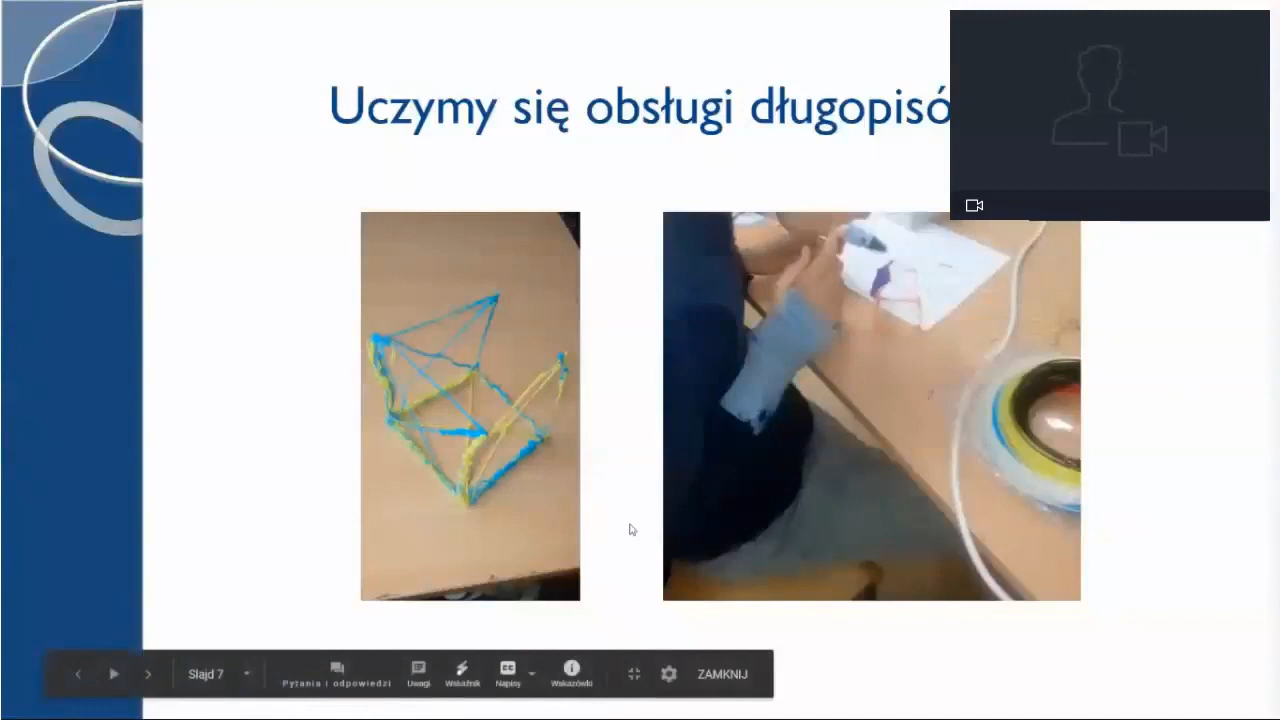 Uczymy się obsługi długopisó
Slajd 7
Pytania i odpowiedzi
Uwagi
Wskaźnik
Napisy
Wskazówki
ZAMKNIJ